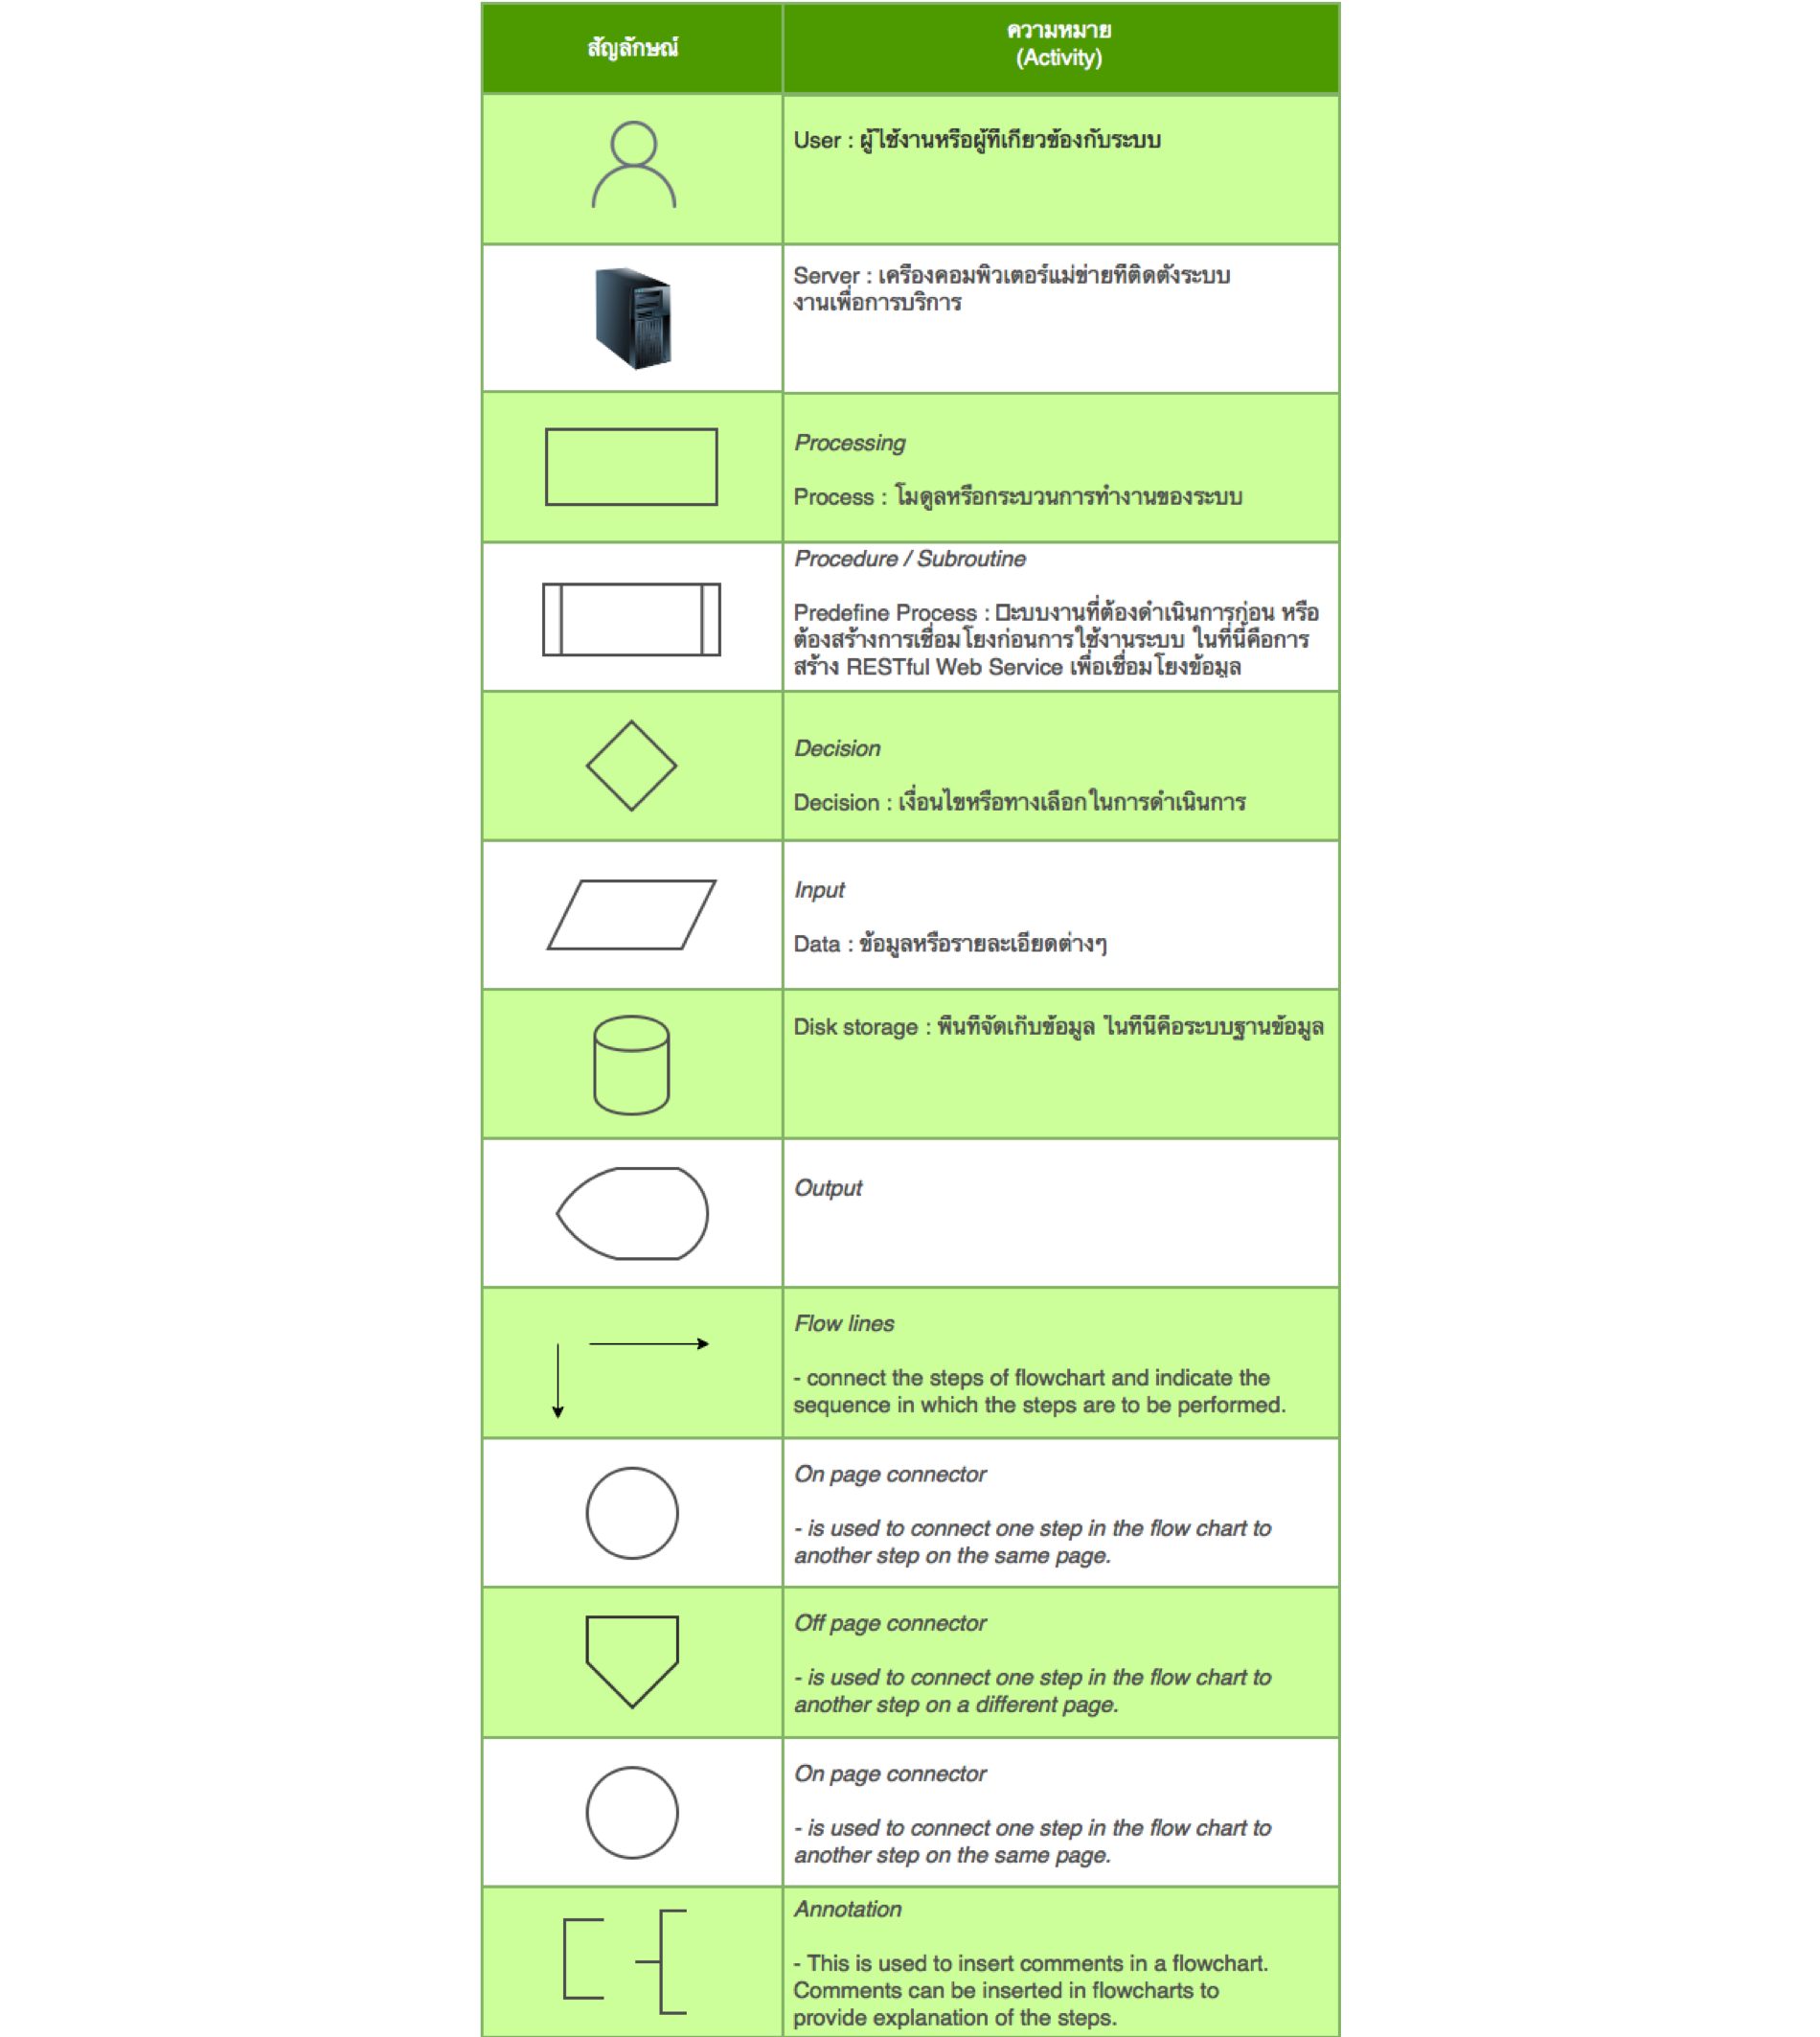 สัญลักษณ์
ความหมาย
(Activity)
User : ผู้ใช้งานหรือผู้ที่เกี่ยวข้องกับระบบ
Server : เครื่องคอมพิวเตอร์แม่ข่ายที่ติดตั้งระบบ
งานเพื่อการบริการ
Processing
Process : โมดูลหรือกระบวนการทำงานของระบบ
Procedure / Subroutine
Predefine Process : □ะบบงานที่ต้องดำเนินการก่อน หรือ
ต้องสร้างการเชื่อมโยงก่อนการใช้งานระบบ ในที่นี้คือการ
สร้าง RESTful Web Service เพื่อเชื่อมโยงข้อมูล
Decision
Decision : เงื่อนไขหรือทางเลือกในการดำเนินการ
Input
Data : ข้อมูลหรือรายละเอียดต่างๆ
Disk storage : พื้นที่จัดเก็บข้อมูล ในที่นี้คือระบบฐานข้อมูล
Output
Flow lines
- connect the steps of flowchart and indicate the
sequence in which the steps are to be performed.
On page connector
- is used to connect one step in the flow chart to
another step on the same page.
Off page connector
- is used to connect one step in the flow chart to
another step on a different page.
On page connector
- is used to connect one step in the flow chart to
another step on the same page.
Annotation
- This is used to insert comments in a flowchart.
Comments can be inserted in flowcharts to
provide explanation of the steps.